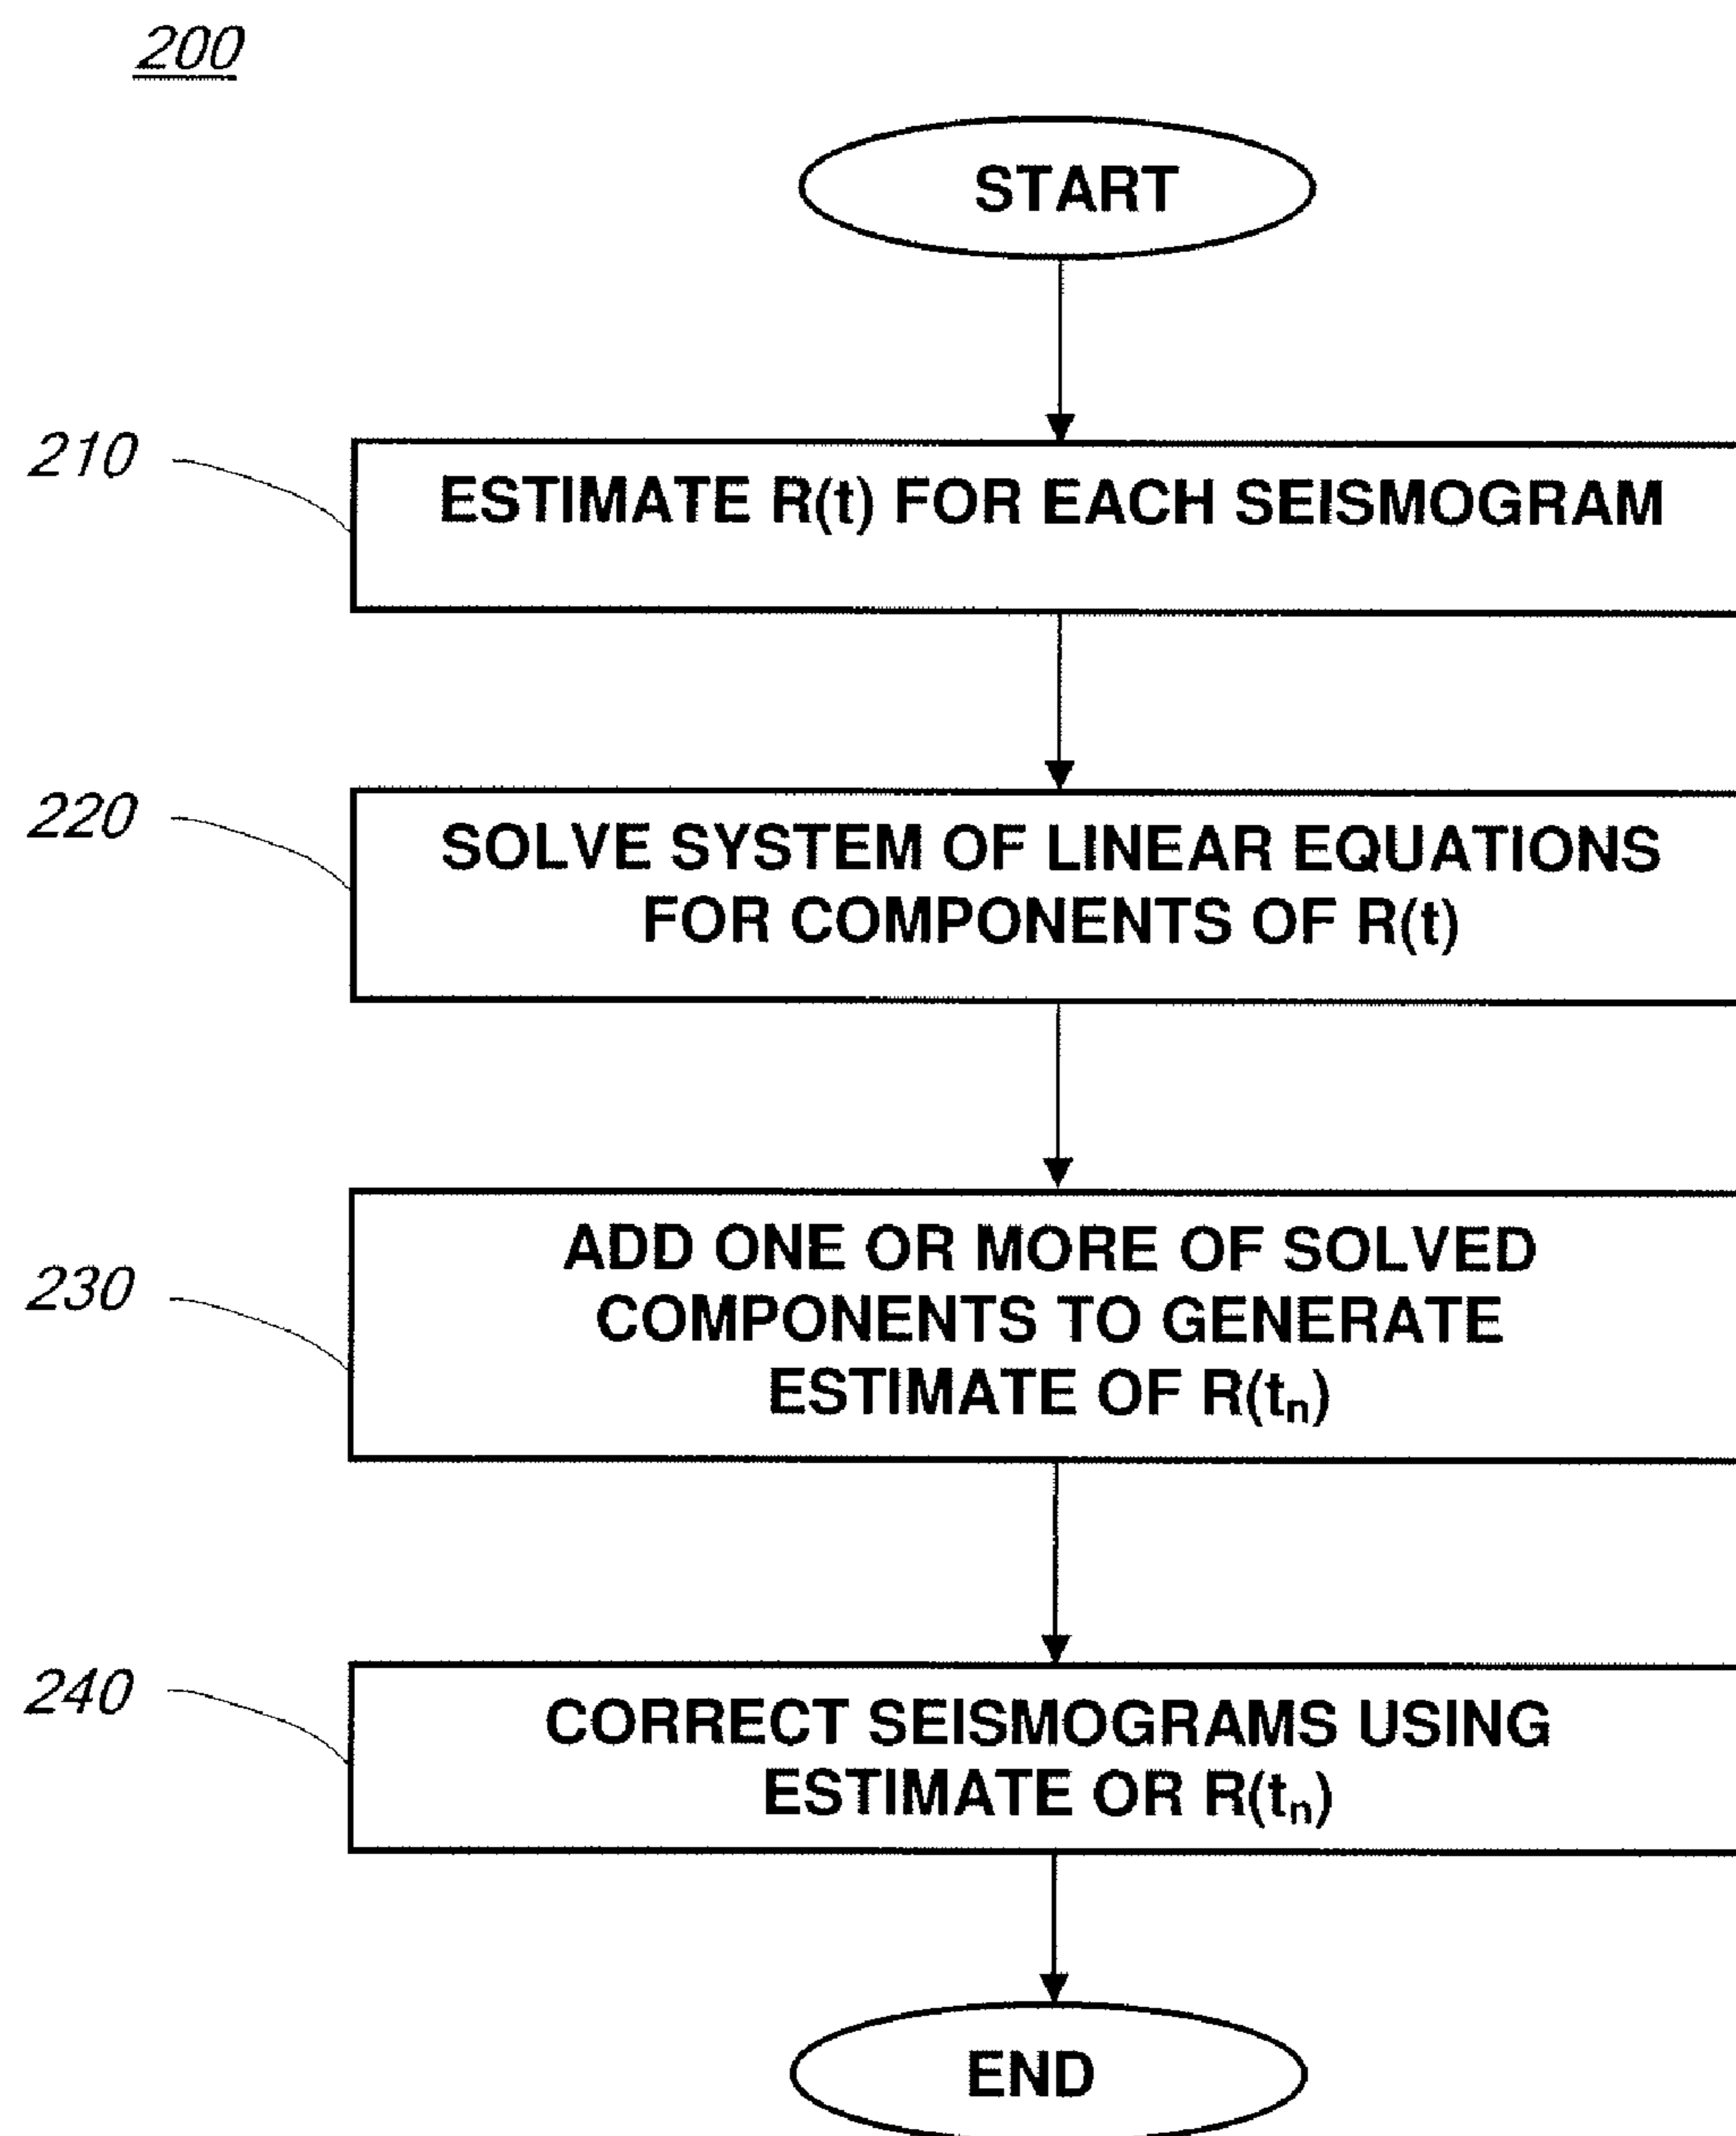 200
START
210
ESTIMATE R(t) FOR EACH SEISMOGRAM
220
SOLVE SYSTEM OF LINEAR EQUATIONS
FOR COMPONENTS OF R(t)
230
ADD ONE OR MORE OF SOLVED
COMPONENTS TO GENERATE
ESTIMATE OF R(tₙ)
240
CORRECT SEISMOGRAMS USING
ESTIMATE OR R(tₙ)
END